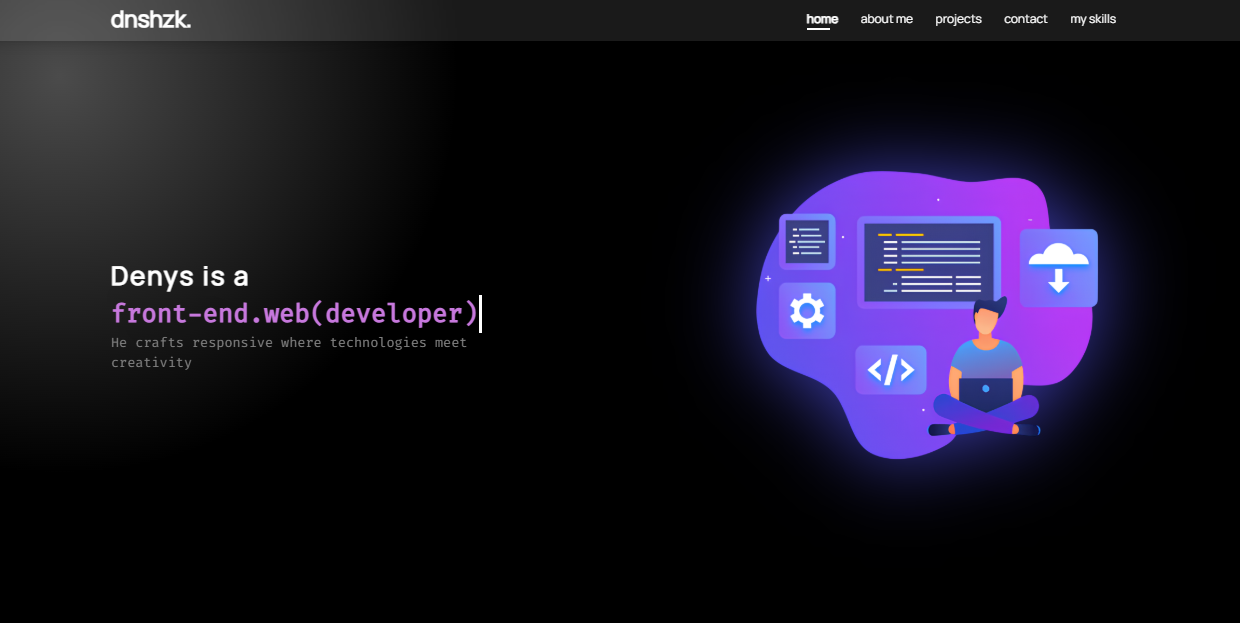 dnshzk.
home about me projects contact my skills
Denys is a
front-end.web(developer)
He crafts responsive where technologies meet
creativity
</>